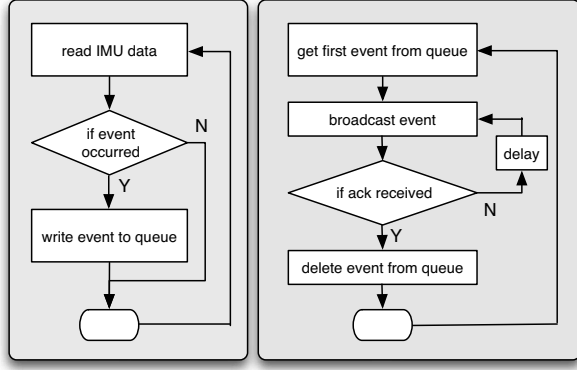 read IMU data
if event
occurred
N
Y
write event to queue
get first event from queue
broadcast event
delay
if ack received
N
Y
delete event from queue